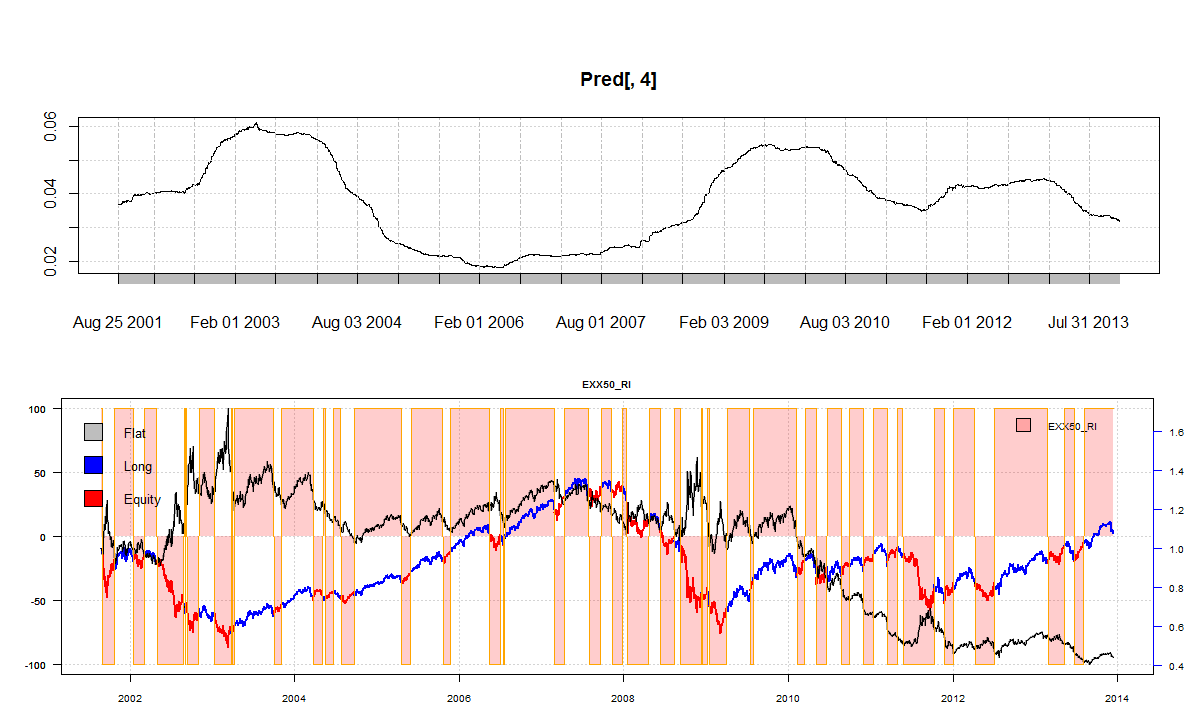 Pred[, 4]
0.06
0.04
0.02
Aug 25 2001 Feb 01 2003 Aug 03 2004 Feb 01 2006 Aug 01 2007 Feb 03 2009 Aug 03 2010 Feb 01 2012 Jul 31 2013
EXX50_RI
100
50
0
-50
-100
Flat
Long
Equity
EXX50_RI
1.6
1.4
1.2
1.0
0.8
0.6
0.4
2002 2004 2006 2008 2010 2012 2014